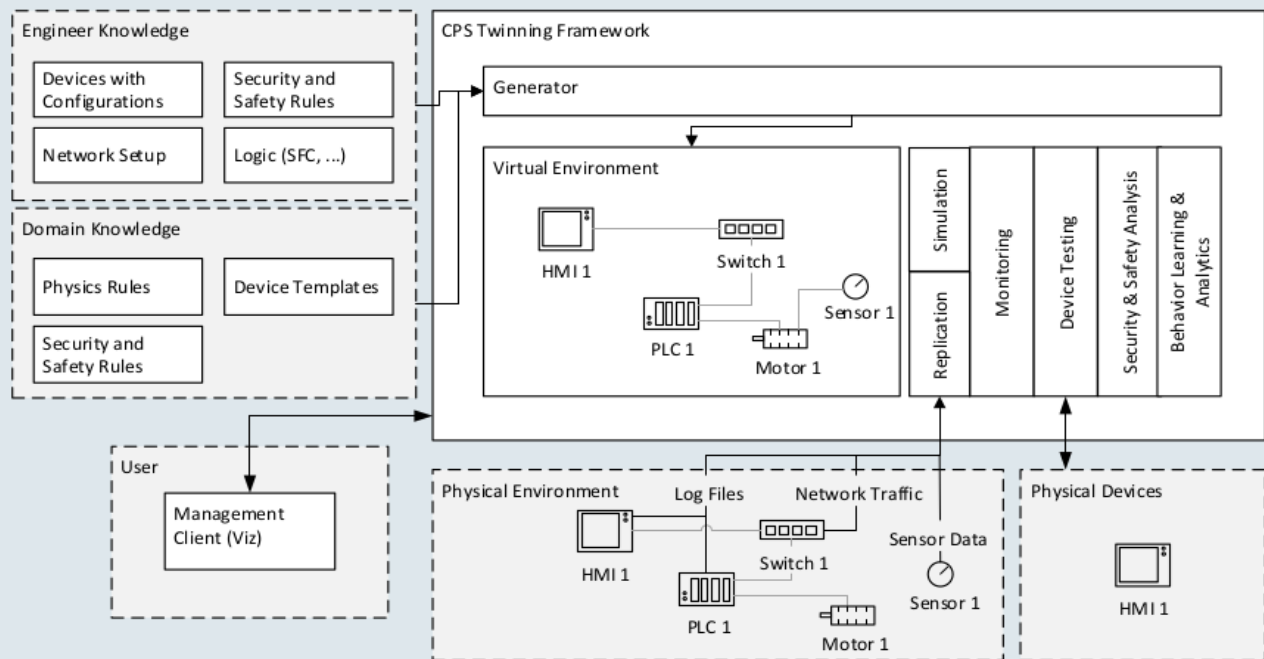 Engineer Knowledge
Devices with
Configurations
Security and
Safety Rules
Network Setup
Logic (SFC, ...)
Domain Knowledge
Physics Rules
Device Templates
Security and
Safety Rules
User
Management
Client (Viz)
CPS Twinning Framework
Generator
Virtual Environment
HMI 1
Switch 1
Sensor 1
PLC 1
Motor 1
Simulation
Replication
Monitoring
Device Testing
Security & Safety Analysis
Behavior Learning &
Analytics
Physical Environment
Log Files
Network Traffic
Sensor Data
HMI 1
Switch 1
Sensor 1
PLC 1
Motor 1
Physical Devices
HMI 1